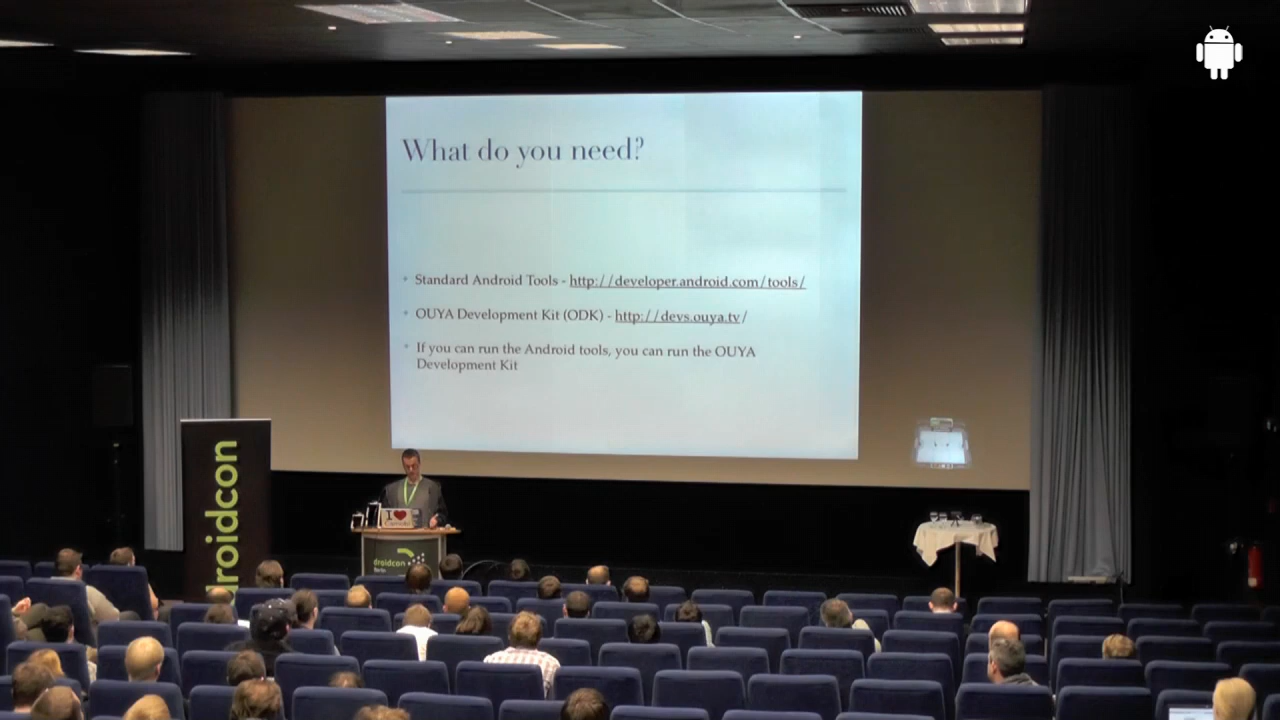 What do you need?
Standard Android Tools - http://developer.android.com/tools/
OUYA Development Kit (ODK) - http://devs.ouya.tv/
If you can run the Android tools, you can run the OUYA
Development Kit
droidcon
I
droidcon
Berlin